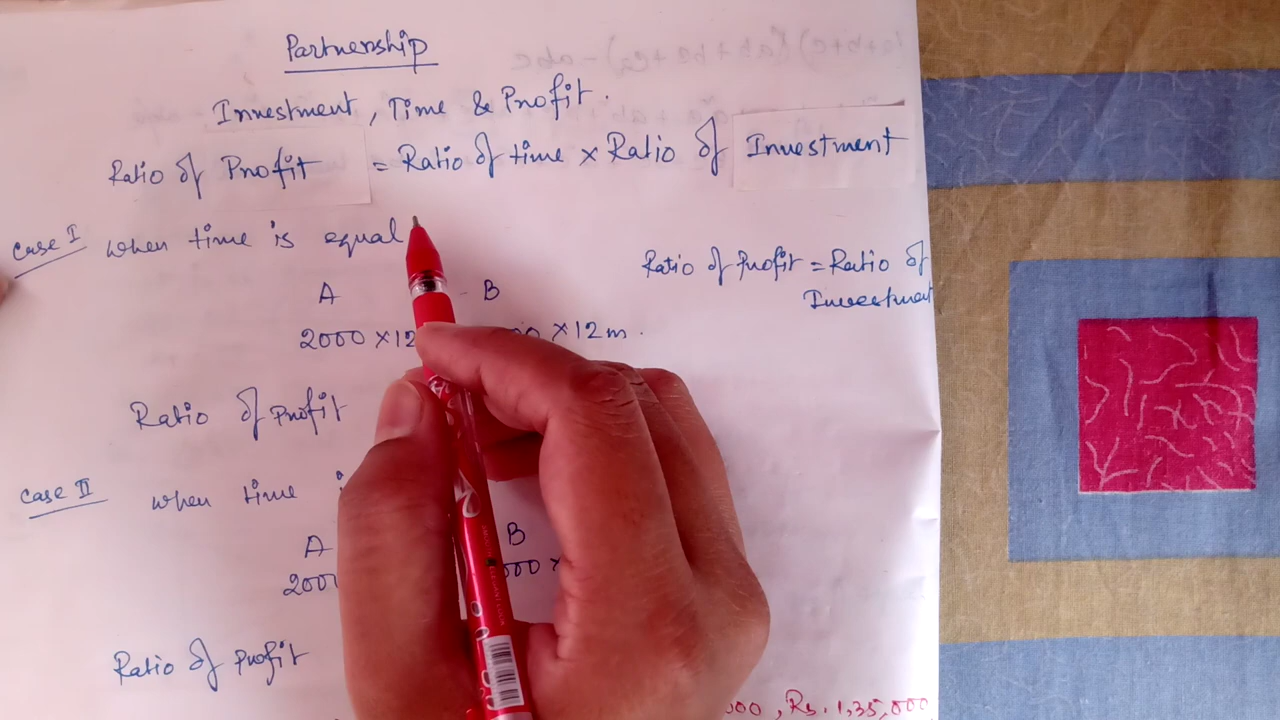 Partnership
Investment, Time & Profit.
Ratio of Profit = Ratio of time × Ratio of Investment
Case I when time is equal
Ratio of Profit = Ratio of Investment
A B
2000 × 12 × 12m.
Ratio of Profit
Case II when time
A B
Ratio of Profit
, Rs. 1,35,000